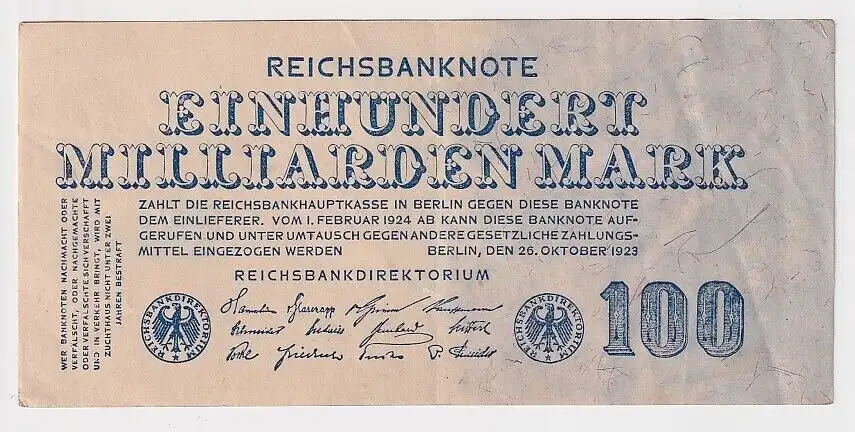 REICHSBANKNOTE
EINHUNDERT
MILLIARDEN MARK
ZAHLT DIE REICHSBANKHAUPTKASSE IN BERLIN GEGEN DIESE BANKNOTE
DEM EINLIEFERER. VOM 1. FEBRUAR 1924 AB KANN DIESE BANKNOTE AUF-
GERUFEN UND UNTER UMTAUSCH GEGEN ANDERE GESETZLICHE ZAHLUNGS-
MITTEL EINGEZOGEN WERDEN BERLIN, DEN 26. OKTOBER 1923
REICHSBANKDIREKTORIUM
WER BANKNOTEN NACHMACHT ODER
VERFÄLSCHT, ODER NACHGEMACHTE
ODER VERFÄLSCHTE SICH VERSCHAFFT
UND IN VERKEHR BRINGT, WIRD MIT
ZUCHTHAUS NICHT UNTER ZWEI
JAHREN BESTRAFT
REICHSBANKDIREKTORIUM
Friedrich
REICHSBANKDIREKTORIUM
100